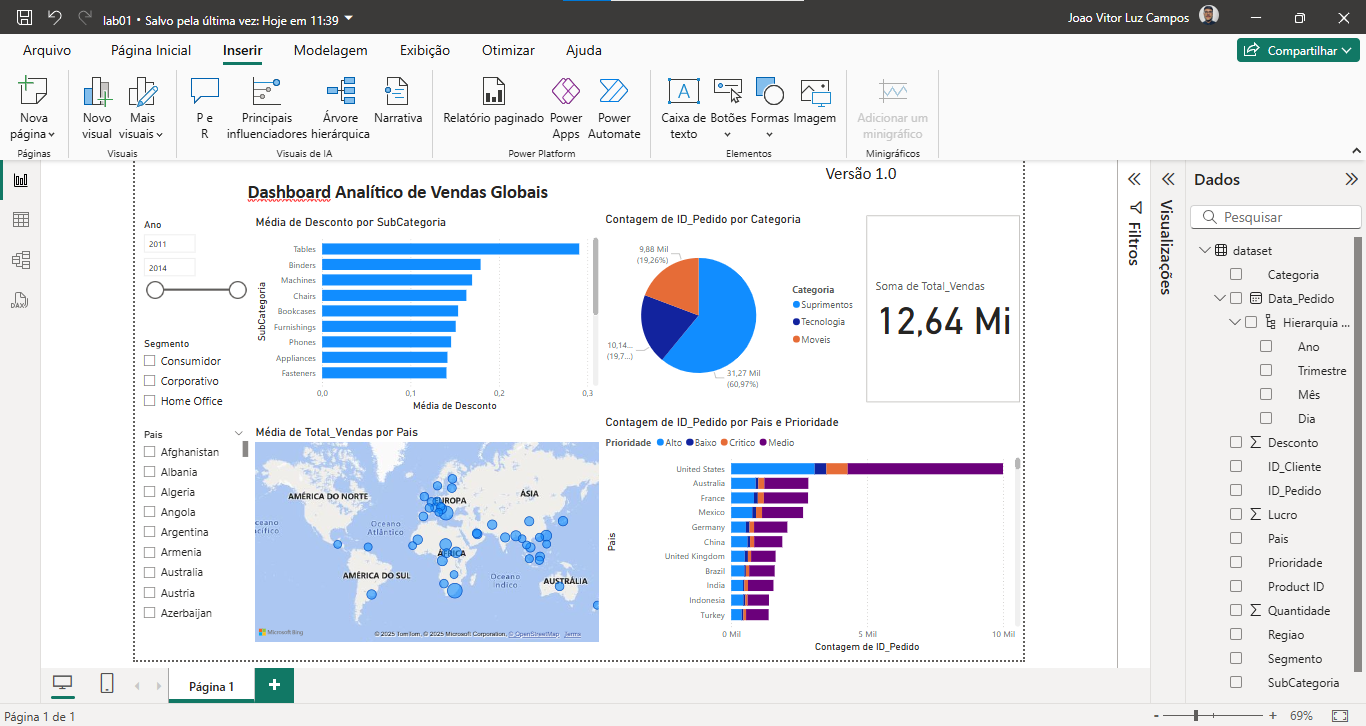 lab01 • Salvo pela última vez: Hoje em 11:39
Joao Vitor Luz Campos
Arquivo
Página Inicial
Inserir
Modelagem
Exibição
Otimizar
Ajuda
Compartilhar
Nova
página
Novo
visual
Mais
visuais
P e
R
Principais
influenciadores
Árvore
hierárquica
Narrativa
Relatório paginado
Power
Apps
Power
Automate
Caixa de
texto
Botões
Formas
Imagem
Adicionar um
minigráfico
Páginas
Visuais
Visuais de IA
Power Platform
Elementos
Minigráficos
DAX
Versão 1.0
Dashboard Analítico de Vendas Globais
Ano
2011
2014
Segmento
Consumidor
Corporativo
Home Office
Pais
Afghanistan
Albania
Algeria
Angola
Argentina
Armenia
Australia
Austria
Azerbaijan
Média de Desconto por SubCategoria
SubCategoria
Tables
Binders
Machines
Chairs
Bookcases
Furnishings
Phones
Appliances
Fasteners
0,0
0,1
0,2
0,3
Média de Desconto
Contagem de ID_Pedido por Categoria
9,88 Mil
(19,26%)
10,14...
(19,7...)
31,27 Mil
(60,97%)
Categoria
Suprimentos
Tecnologia
Moveis
Soma de Total_Vendas
12,64 Mi
Média de Total_Vendas por Pais
AMÉRICA DO NORTE
EUROPA
ÁSIA
ceano
cífico
Oceano
Atlântico
ÁFRICA
AMÉRICA DO SUL
Oceano
Índico
AUSTRÁLIA
Microsoft Bing
© 2025 TomTom, © 2025 Microsoft Corporation, © OpenStreetMap Terms
Contagem de ID_Pedido por Pais e Prioridade
Prioridade Alto Baixo Critico Medio
Pais
United States
Australia
France
Mexico
Germany
China
United Kingdom
Brazil
India
Indonesia
Turkey
0 Mil
5 Mil
10 Mil
Contagem de ID_Pedido
Filtros
Visualizações
Dados
Pesquisar
dataset
Categoria
Data_Pedido
Hierarquia ...
Ano
Trimestre
Mês
Dia
Desconto
ID_Cliente
ID_Pedido
Lucro
Pais
Prioridade
Product ID
Quantidade
Regiao
Segmento
SubCategoria
Página 1
Página 1 de 1
69%